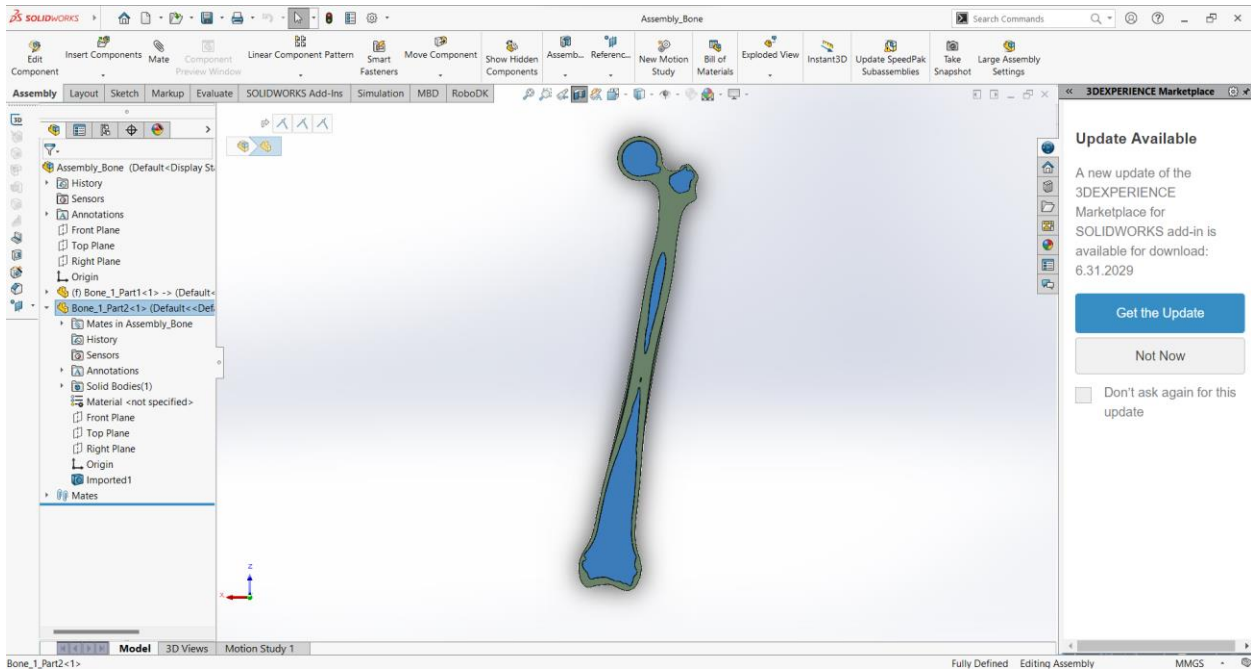 SOLIDWORKS
Assembly_Bone
Search Commands
Edit Component
Insert Components
Mate
Component Preview Window
Linear Component Pattern
Smart Fasteners
Move Component
Show Hidden Components
Assemb...
Referenc...
New Motion Study
Bill of Materials
Exploded View
Instant3D
Update SpeedPak Subassemblies
Take Snapshot
Large Assembly Settings
Assembly
Layout
Sketch
Markup
Evaluate
SOLIDWORKS Add-Ins
Simulation
MBD
RoboDK
3DEXPERIENCE Marketplace
Assembly_Bone (Default<Display St
History
Sensors
Annotations
Front Plane
Top Plane
Right Plane
Origin
(f) Bone_1_Part1<1> -> (Default<
Bone_1_Part2<1> (Default<<Def
Mates in Assembly_Bone
History
Sensors
Annotations
Solid Bodies(1)
Material <not specified>
Front Plane
Top Plane
Right Plane
Origin
Imported1
Mates
z
x
Update Available
A new update of the
3DEXPERIENCE
Marketplace for
SOLIDWORKS add-in is
available for download:
6.31.2029
Get the Update
Not Now
Don't ask again for this
update
Model
3D Views
Motion Study 1
Bone_1_Part2<1>
Fully Defined
Editing Assembly
MMGS